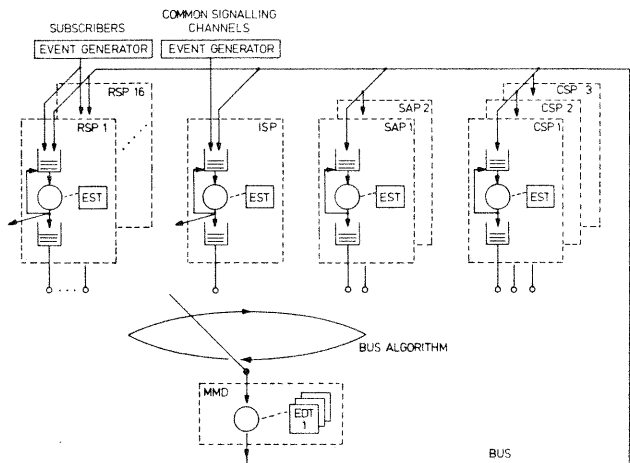 SUBSCRIBERS
EVENT GENERATOR
COMMON SIGNALLING
CHANNELS
EVENT GENERATOR
RSP 16
RSP 1
ISP
SAP 2
SAP 1
CSP 3
CSP 2
CSP 1
EST
EST
EST
EST
BUS ALGORITHM
MMD
EDT
1
BUS